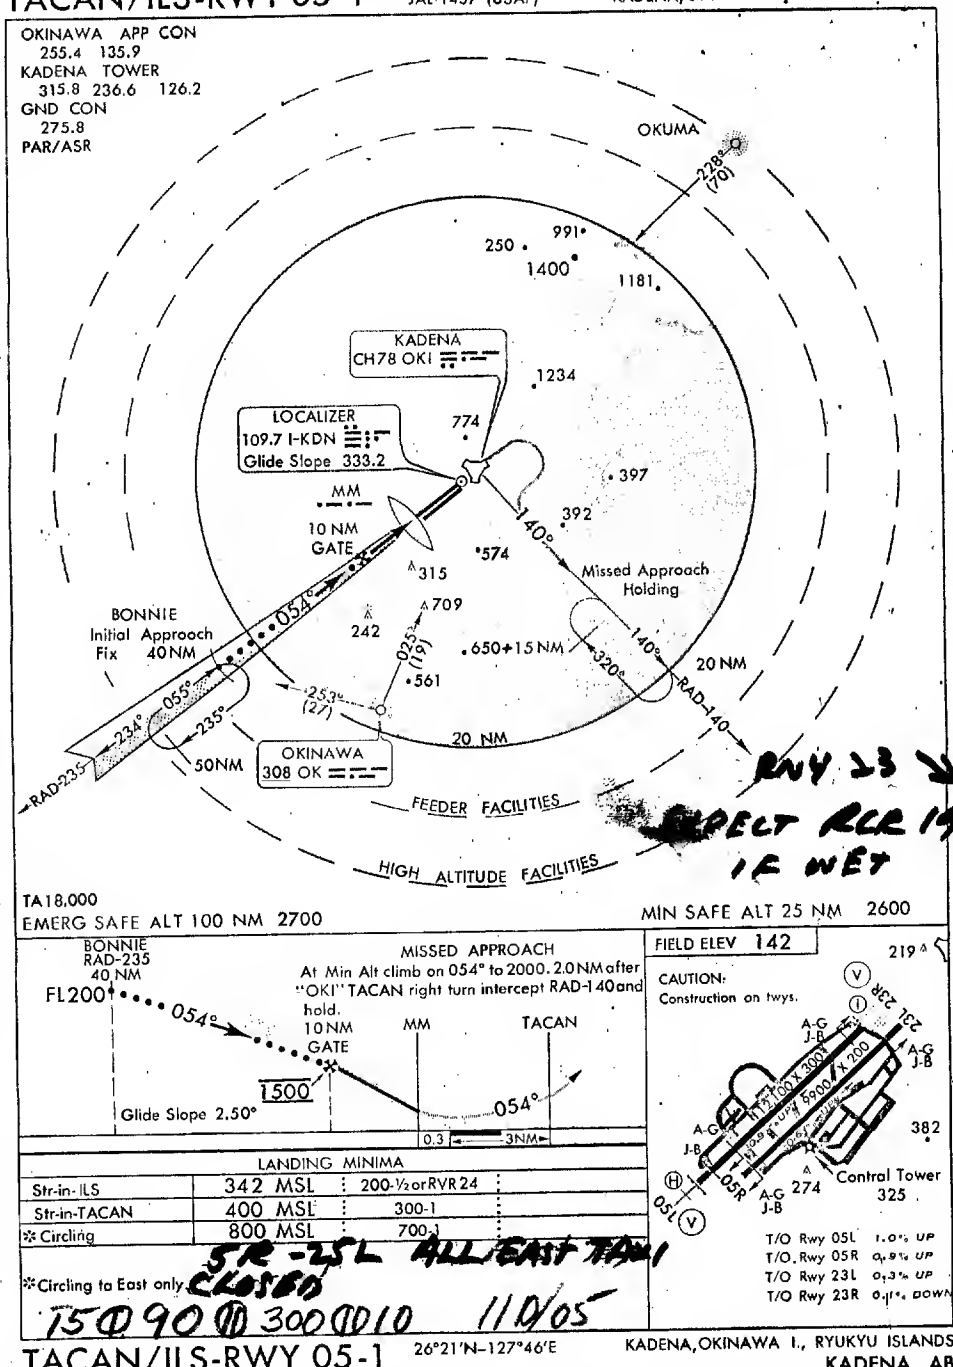 TACAN/ILS-RWY 05-1
OKINAWA APP CON
255.4 135.9
KADENA TOWER
315.8 236.6 126.2
GND CON
275.8
PAR/ASR
OKUMA
228°
(70)
991
250
1400
1181
KADENA
CH78 OKI
1234
LOCALIZER
109.7 I-KDN
Glide Slope 333.2
774
397
MM
392
140°
10 NM
GATE
574
315
Missed Approach
Holding
054°
BONNIE
Initial Approach
Fix 40NM
709
242
025°
(19)
650+15 NM
140°
320°
20 NM
RAD-140
055°
561
253°
(27)
234°
235°
20 NM
OKINAWA
308 OK
50NM
RAD-235
RNY 23
FEEDER FACILITIES
EXPECT RCR
IF WET
HIGH ALTITUDE FACILITIES
TA18,000
EMERG SAFE ALT 100 NM 2700
MIN SAFE ALT 25 NM 2600
BONNIE
RAD-235
40 NM
FL200
054°
MISSED APPROACH
At Min Alt climb on 054° to 2000. 2.0 NM after
"OKI" TACAN right turn intercept RAD-140 and
hold.
10NM
GATE
MM
TACAN
1500
054°
Glide Slope 2.50°
0.3
3NM
FIELD ELEV 142
219
CAUTION:
Construction on twys.
V
I
23R
23L
A-G
J-B
A-G
J-B
12100 X 300
5900 X 200
A-G
J-B
382
H
05L
V
05R
A-G
J-B
274
Control Tower
325
T/O Rwy 05L 1.0% UP
T/O Rwy 05R 0.9% UP
T/O Rwy 23L 0.3% UP
T/O Rwy 23R 0.1% DOWN
LANDING MINIMA
Str-in-ILS 342 MSL 200-½ or RVR 24
Str-in-TACAN 400 MSL 300-1
※ Circling 800 MSL 700-1
5R-25L ALL EAST TAXI
CLOSED
※Circling to East only
11D/05
TACAN/ILS-RWY 05-1
26°21'N-127°46'E
KADENA, OKINAWA I., RYUKYU ISLANDS
KADENA AB